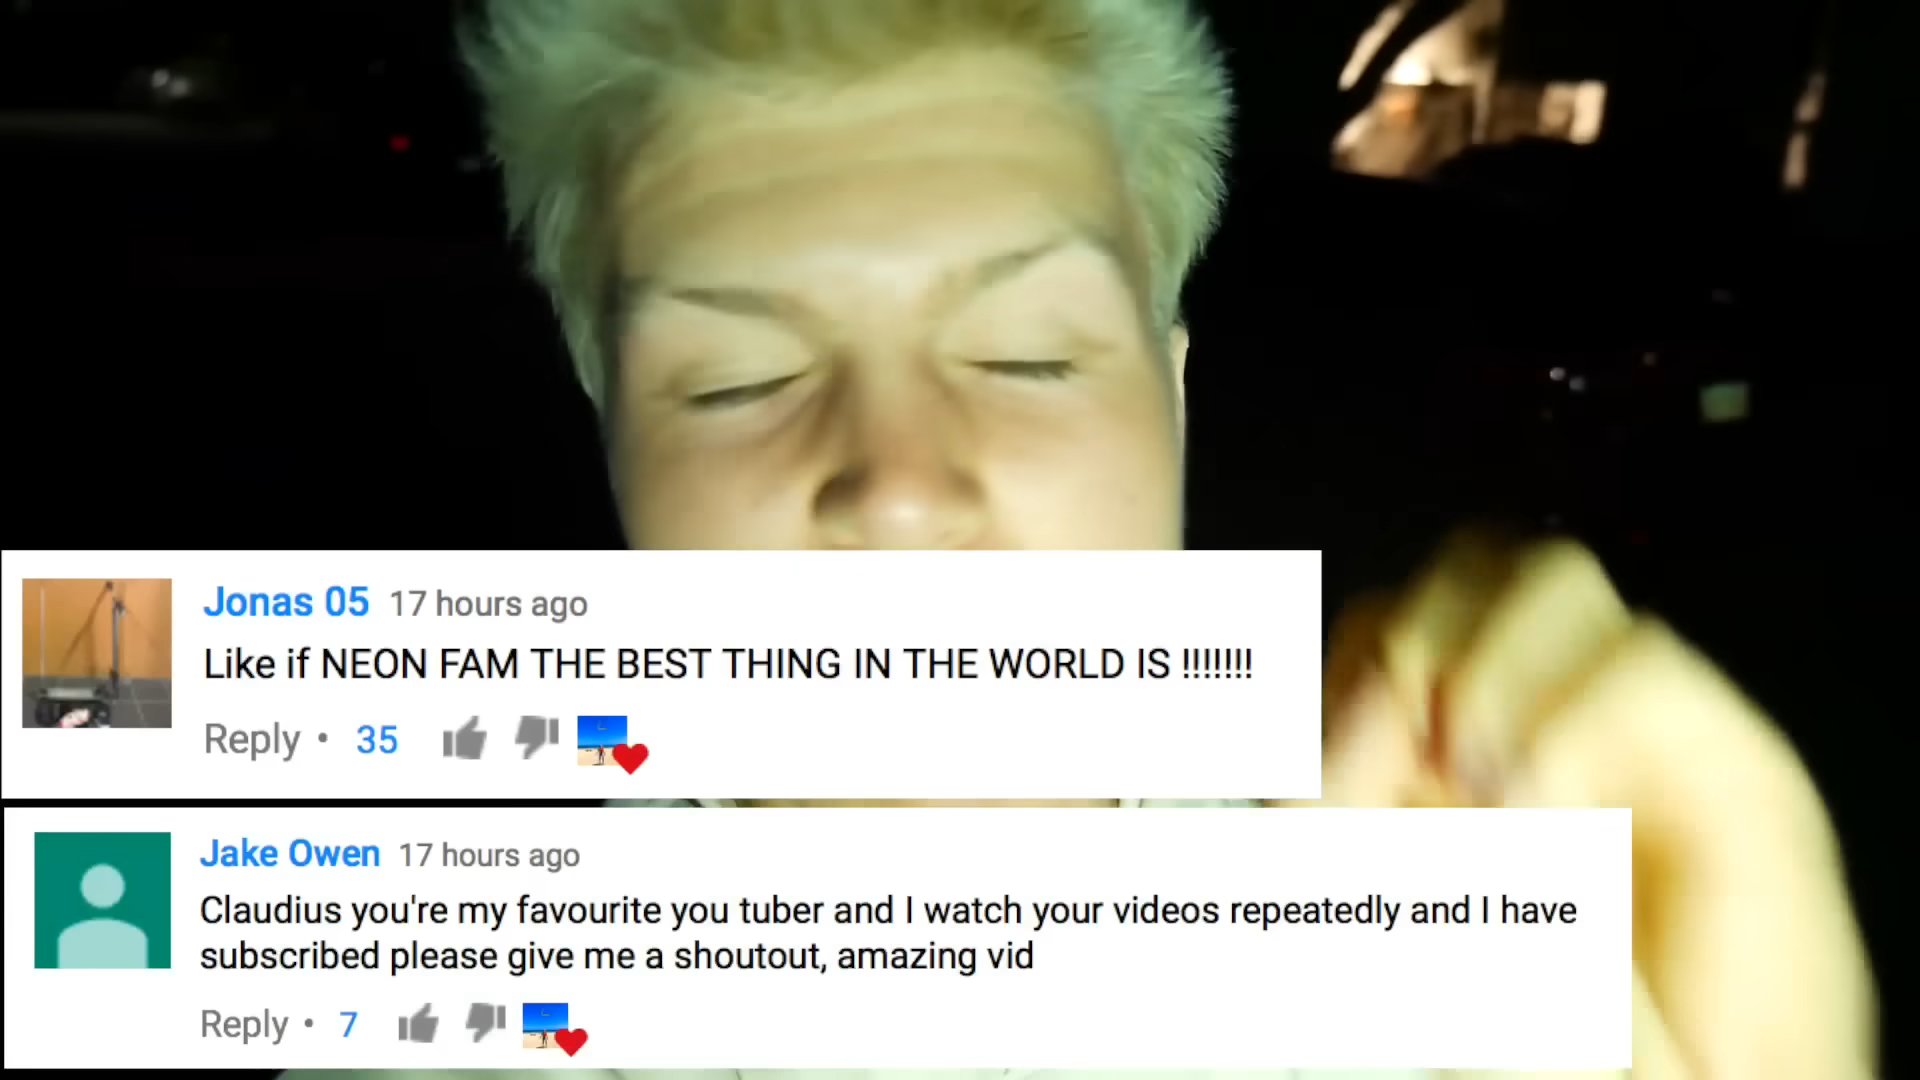 Jonas 05 17 hours ago
Like if NEON FAM THE BEST THING IN THE WORLD IS !!!!!!!
Reply • 35
Jake Owen 17 hours ago
Claudius you're my favourite you tuber and I watch your videos repeatedly and I have
subscribed please give me a shoutout, amazing vid
Reply • 7